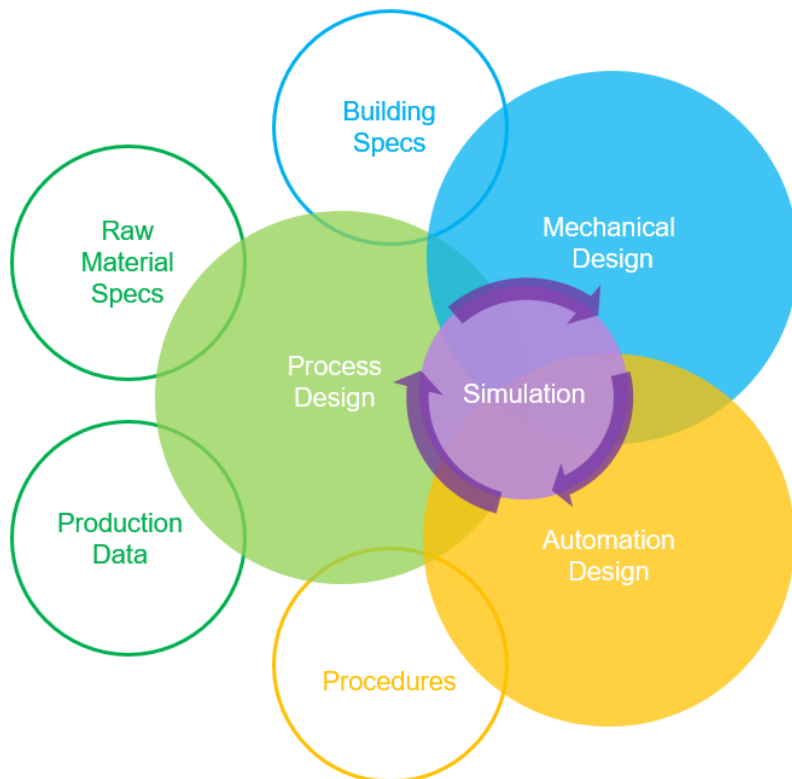 Building
Specs
Mechanical
Design
Raw
Material
Specs
Process
Design
Simulation
Production
Data
Automation
Design
Procedures